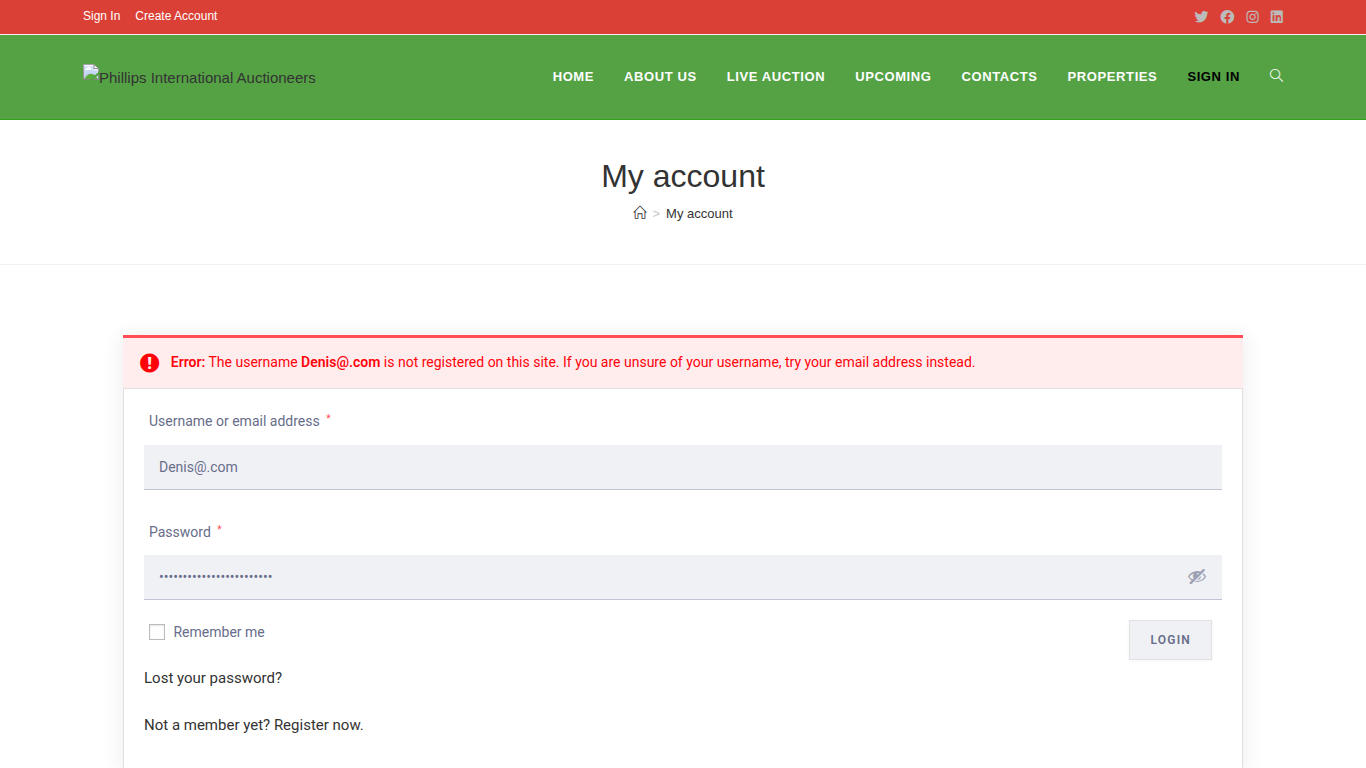 Sign In Create Account
Phillips International Auctioneers HOME ABOUT US LIVE AUCTION UPCOMING CONTACTS PROPERTIES SIGN IN
My account
> My account
Error: The username Denis@.com is not registered on this site. If you are unsure of your username, try your email address instead.
Username or email address *
Denis@.com
Password *
••••••••••••••••••••••••
Remember me LOGIN
Lost your password?
Not a member yet? Register now.